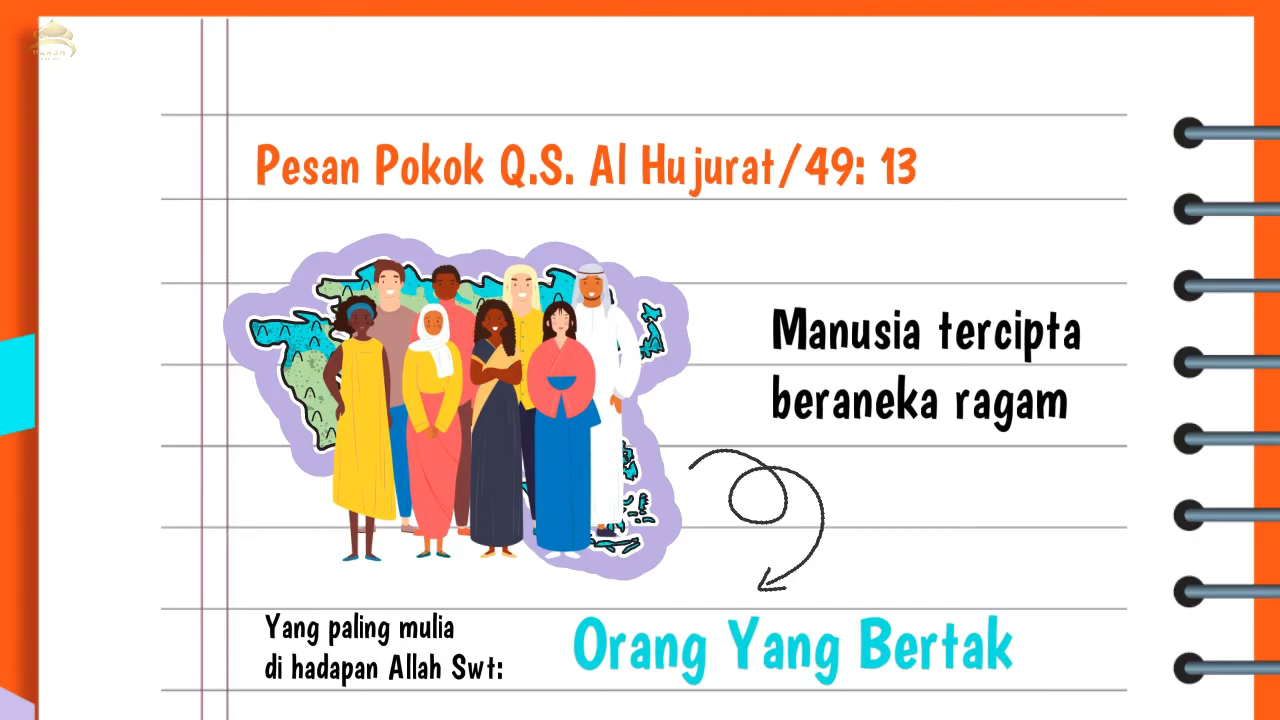 Pesan Pokok Q.S. Al Hujurat/49: 13
Manusia tercipta
beraneka ragam
Yang paling mulia
di hadapan Allah Swt:
Orang Yang Bertak